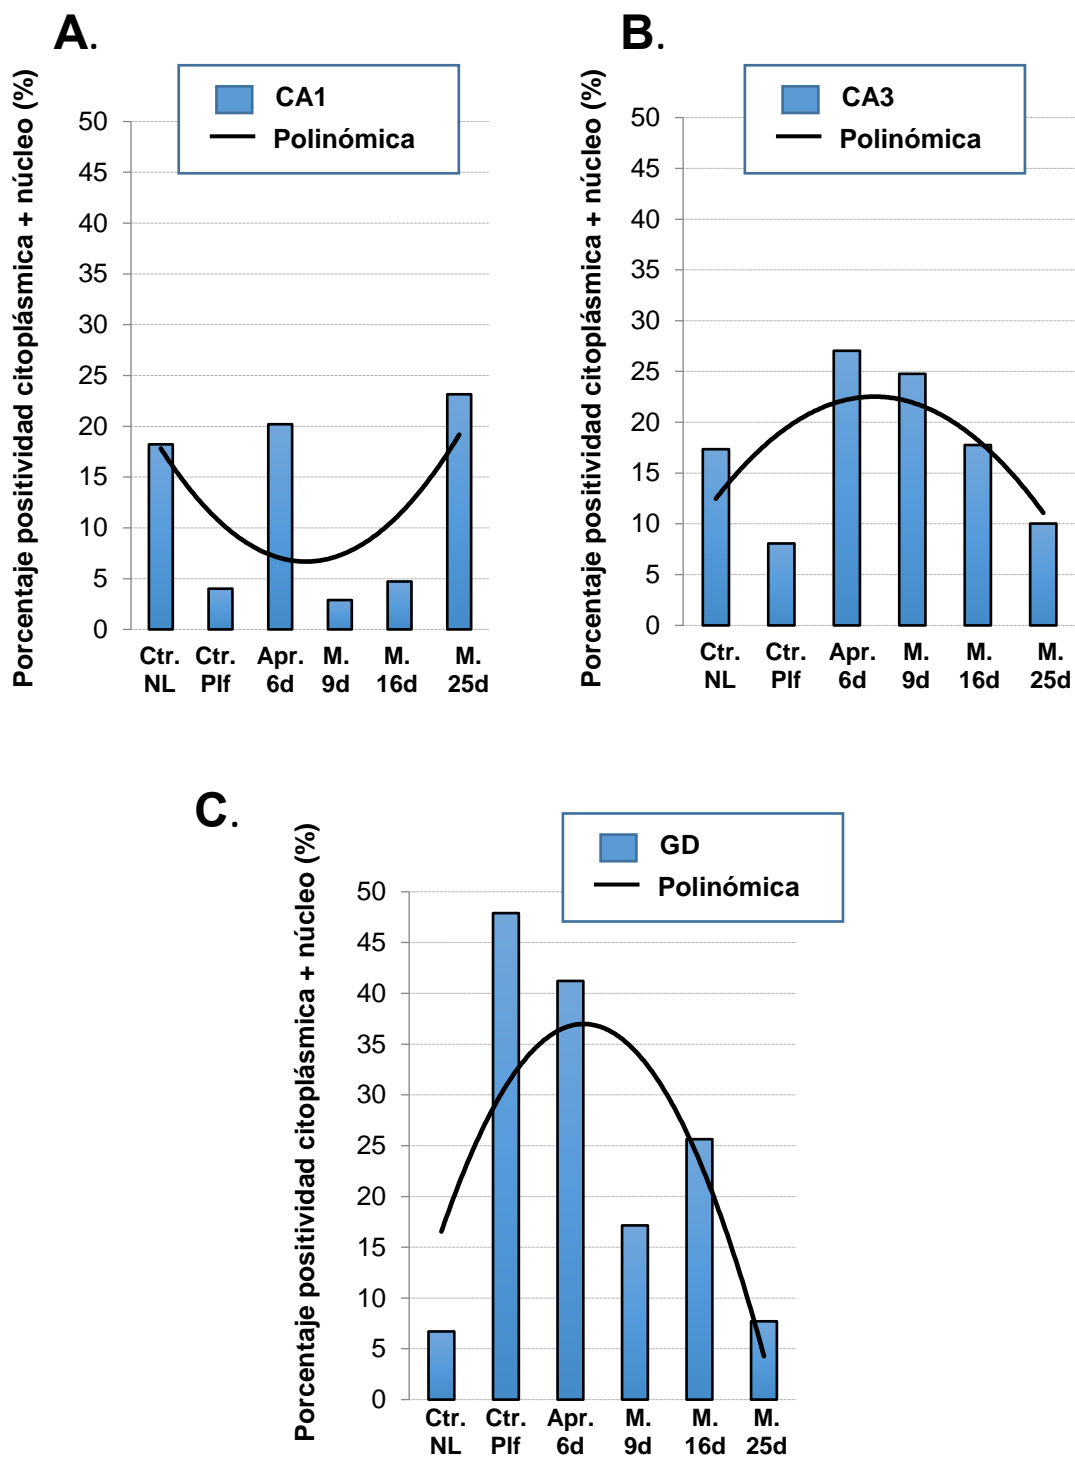 A.
Porcentaje positividad citoplásmica + núcleo (%)
CA1
Polinómica
50
45
40
35
30
25
20
15
10
5
0
Ctr. Ctr. Apr. M. M. M.
NL Plf 6d 9d 16d 25d
B.
Porcentaje positividad citoplásmica + núcleo (%)
CA3
Polinómica
50
45
40
35
30
25
20
15
10
5
0
Ctr. Ctr. Apr. M. M. M.
NL Plf 6d 9d 16d 25d
C.
Porcentaje positividad citoplásmica + núcleo (%)
GD
Polinómica
50
45
40
35
30
25
20
15
10
5
0
Ctr. Ctr. Apr. M. M. M.
NL Plf 6d 9d 16d 25d